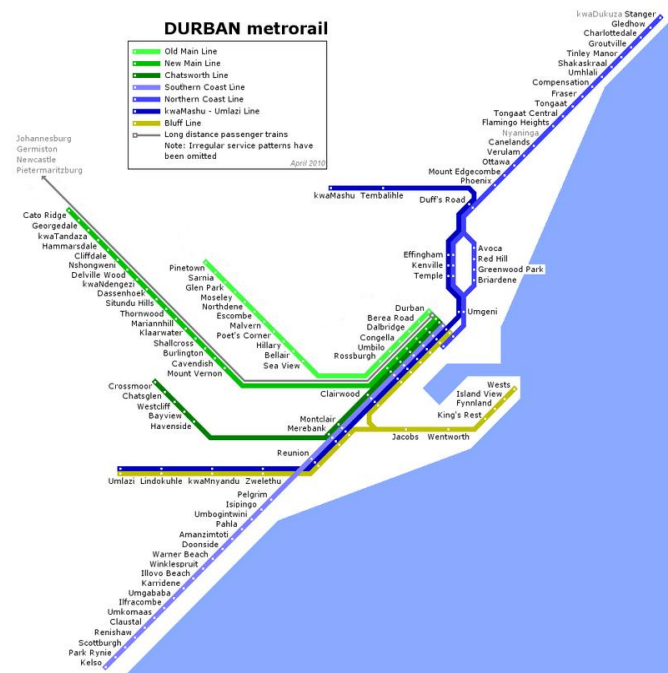 DURBAN metrorail
Old Main Line
New Main Line
Chatsworth Line
Southern Coast Line
Northern Coast Line
kwaMashu - Umlazi Line
Bluff Line
Long distance passenger trains
Note: Irregular service patterns have
been omitted
April 2010
kwaDukuza Stanger
Gledhow
Charlottedale
Groutville
Tinley Manor
Shakaskraal
Umhlali
Compensation
Fraser
Tongaat
Tongaat Central
Flamingo Heights
Nyaninga
Canelands
Verulam
Ottawa
Mount Edgecombe
Phoenix
Duff's Road
kwaMashu
Tembalihle
Effingham
Kenville
Temple
Avoca
Red Hill
Greenwood Park
Briardene
Umgeni
Johannesburg
Germiston
Newcastle
Pietermaritzburg
Cato Ridge
Georgedale
kwaTandaza
Hammarsdale
Cliffdale
Nshongweni
Delville Wood
kwaNdengezi
Dassenhoek
Situndu Hills
Thornwood
Mariannhill
Klaarwater
Shallcross
Burlington
Cavendish
Mount Vernon
Pinetown
Sarnia
Glen Park
Moseley
Northdene
Escombe
Malvern
Poet's Corner
Hillary
Bellair
Sea View
Durban
Berea Road
Dalbridge
Congella
Umbilo
Rossburgh
Clairwood
Montclair
Merebank
Reunion
Crossmoor
Chatsglen
Westcliff
Bayview
Havenside
Wests
Island View
Fynnland
King's Rest
Jacobs
Wentworth
Umlazi
Lindokuhle
kwaMnyandu
Zwelethu
Pelgrim
Isipingo
Umbogintwini
Pahla
Amanzimtoti
Doonside
Warner Beach
Winklespruit
Illovo Beach
Karridene
Umgababa
Ilfracombe
Umkomaas
Claustal
Renishaw
Scottburgh
Park Rynie
Kelso